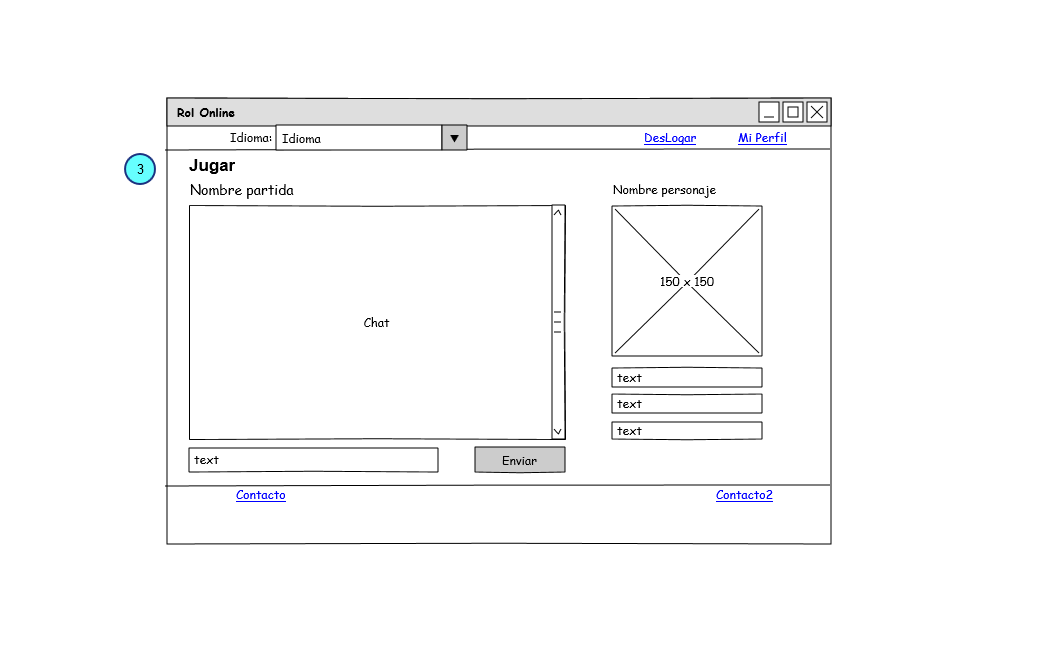 Rol Online
Idioma: Idioma
DesLogar Mi Perfil
3
Jugar
Nombre partida
Nombre personaje
150 x 150
Chat
text
text
text
text
Enviar
Contacto
Contacto2